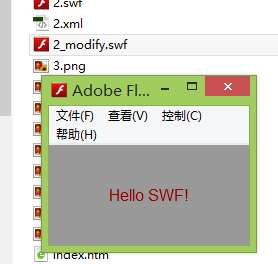 2.swf
2.xml
2_modify.swf
3.png
Adobe Fl...
文件(F) 查看(V) 控制(C)
帮助(H)
Hello SWF!
index.htm